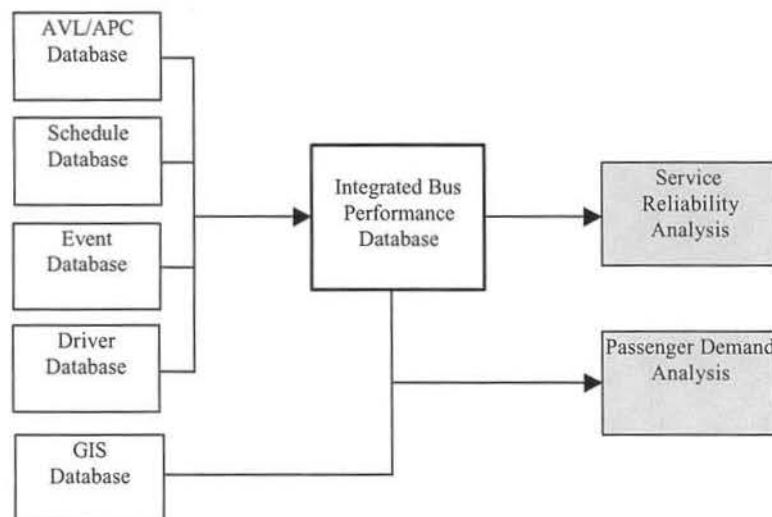 AVL/APC
Database
Schedule
Database
Event
Database
Driver
Database
GIS
Database
Integrated Bus
Performance
Database
Service
Reliability
Analysis
Passenger Demand
Analysis